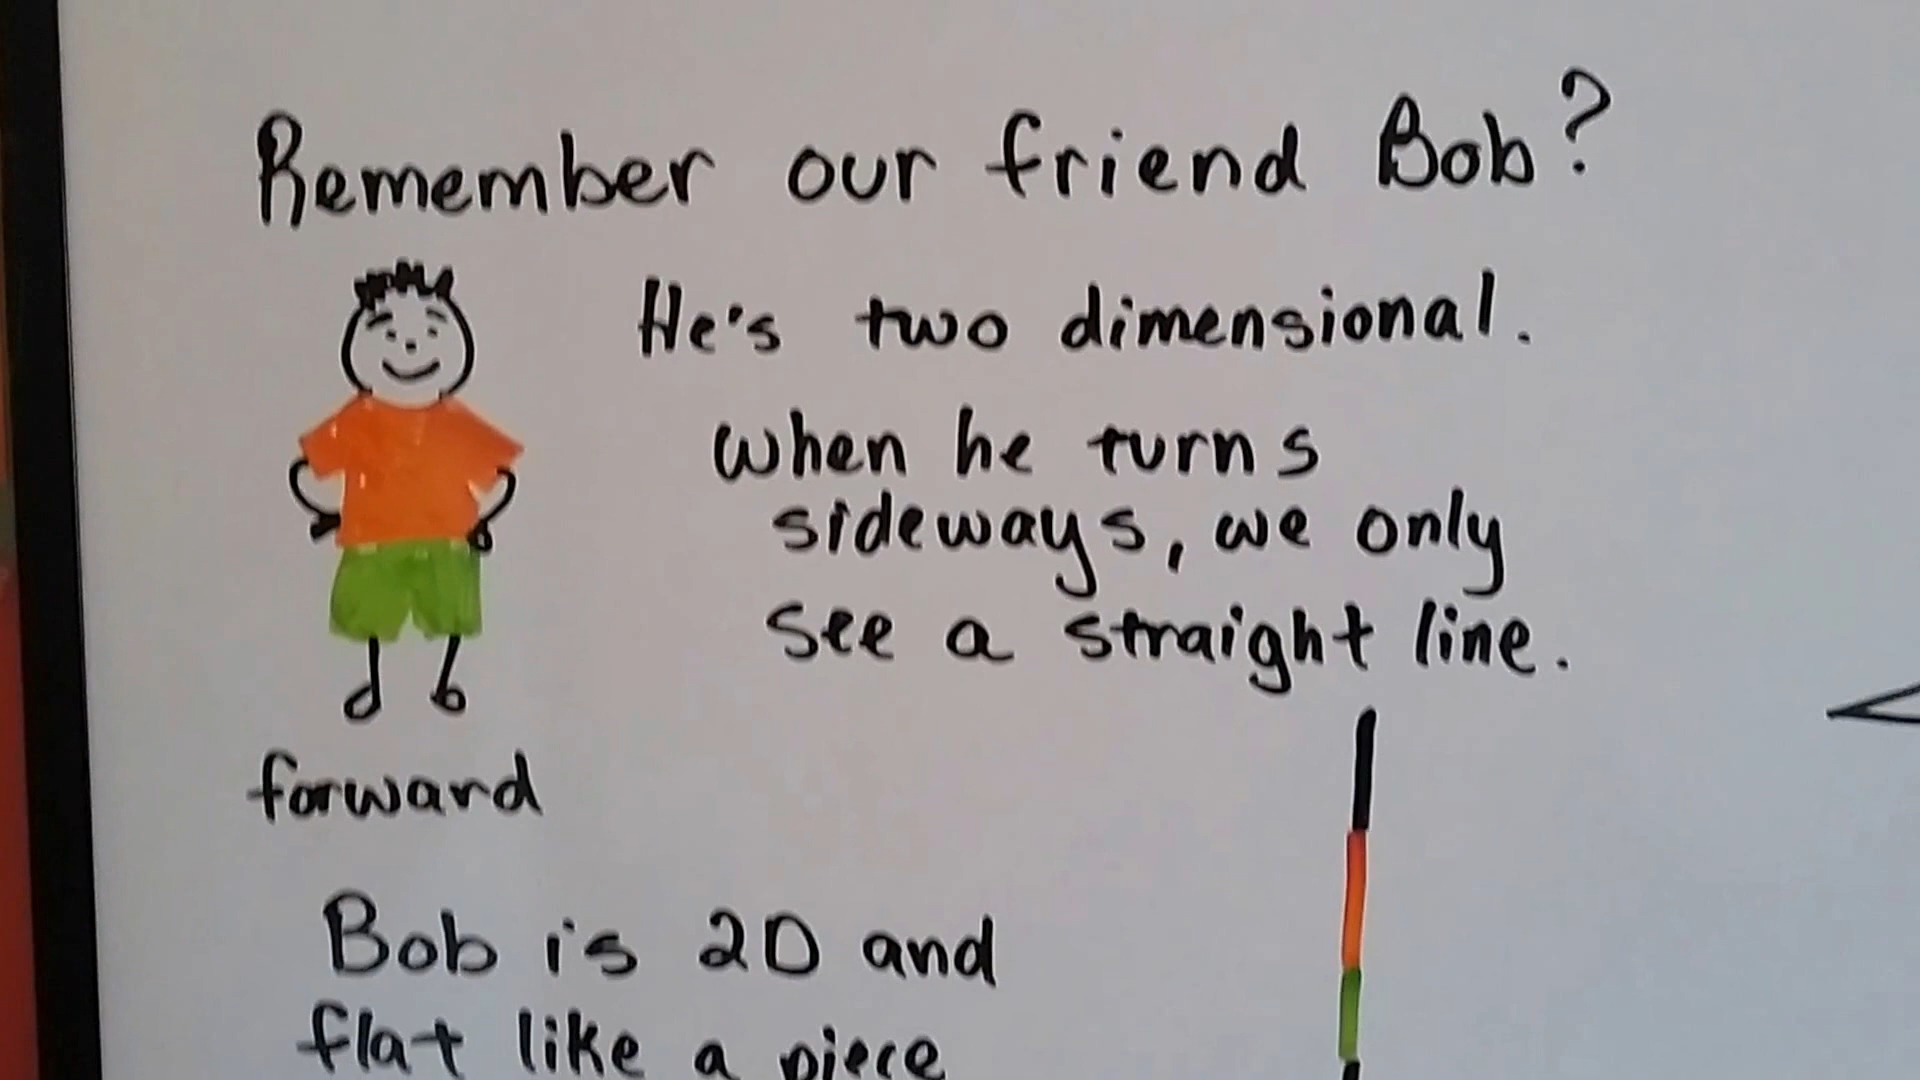 Remember our friend Bob?
He's two dimensional.
When he turns
sideways, we only
see a straight line.
forward
Bob is 2D and
flat like a piece